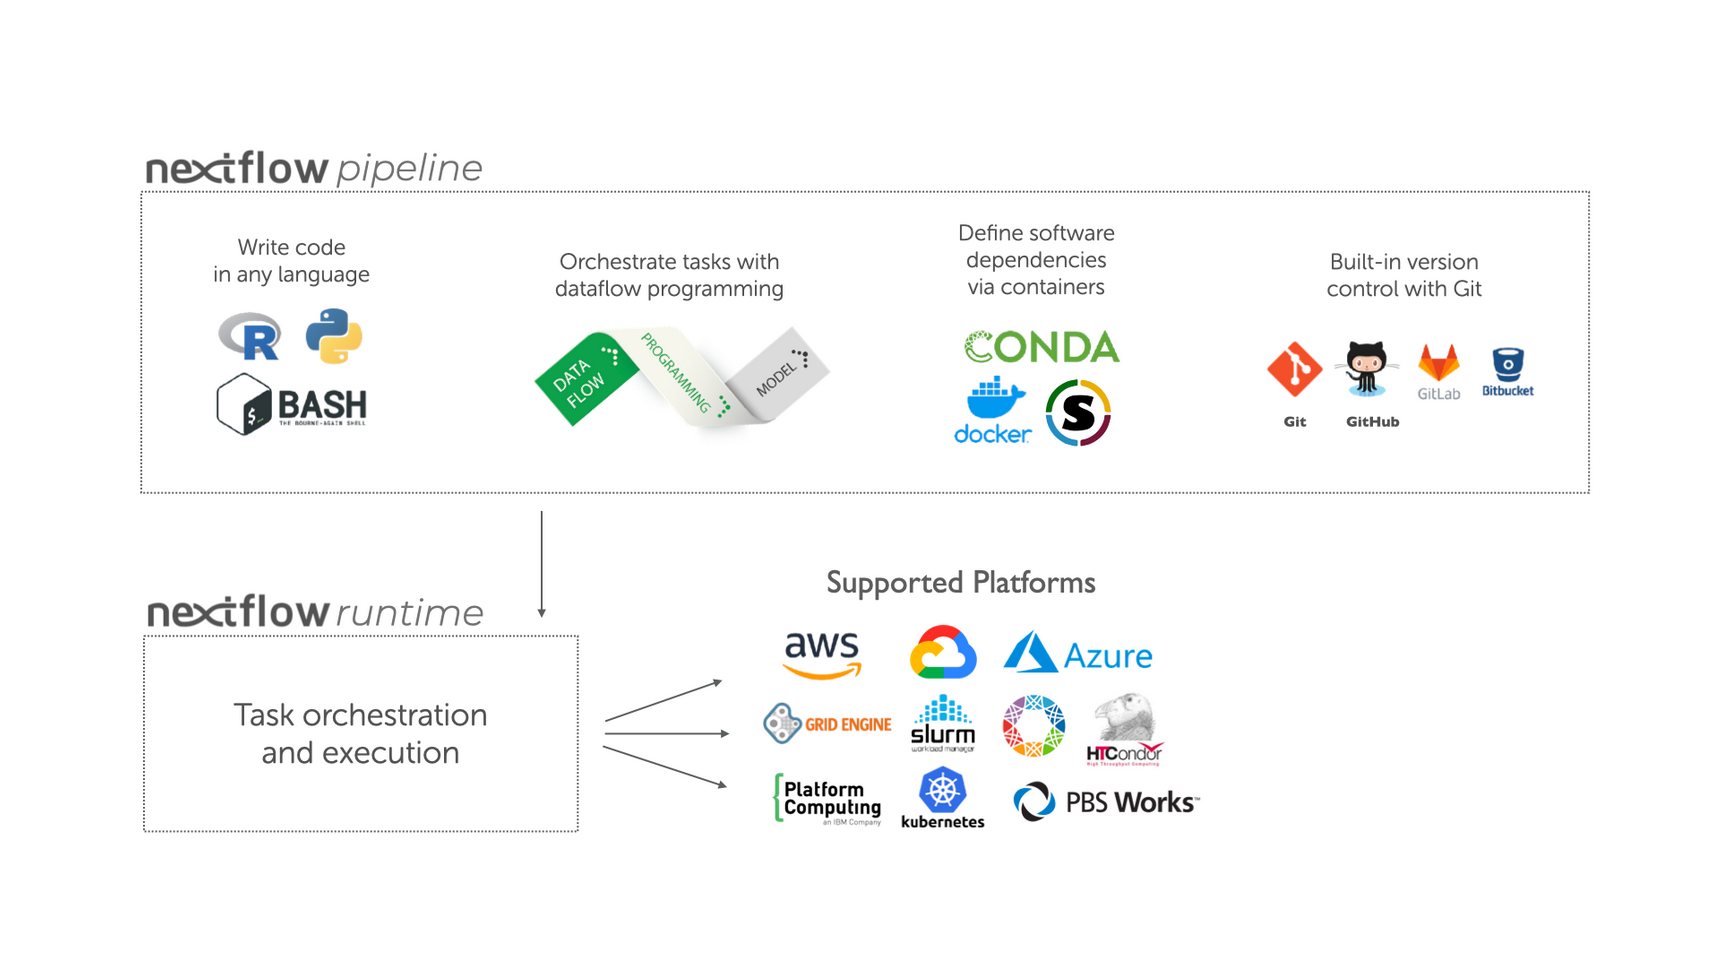 nextflow pipeline
Write code
in any language
R
BASH
THE BOURNE-AGAIN SHELL
Orchestrate tasks with
dataflow programming
DATA
FLOW
PROGRAMMING
MODEL
Define software
dependencies
via containers
CONDA
docker
S
Built-in version
control with Git
Git
GitHub
GitLab
Bitbucket
nextflow runtime
Task orchestration
and execution
Supported Platforms
aws
Azure
GRID ENGINE
slurm
workload manager
HTCondor
High Throughput Computing
Platform
Computing
an IBM Company
kubernetes
PBS Works™